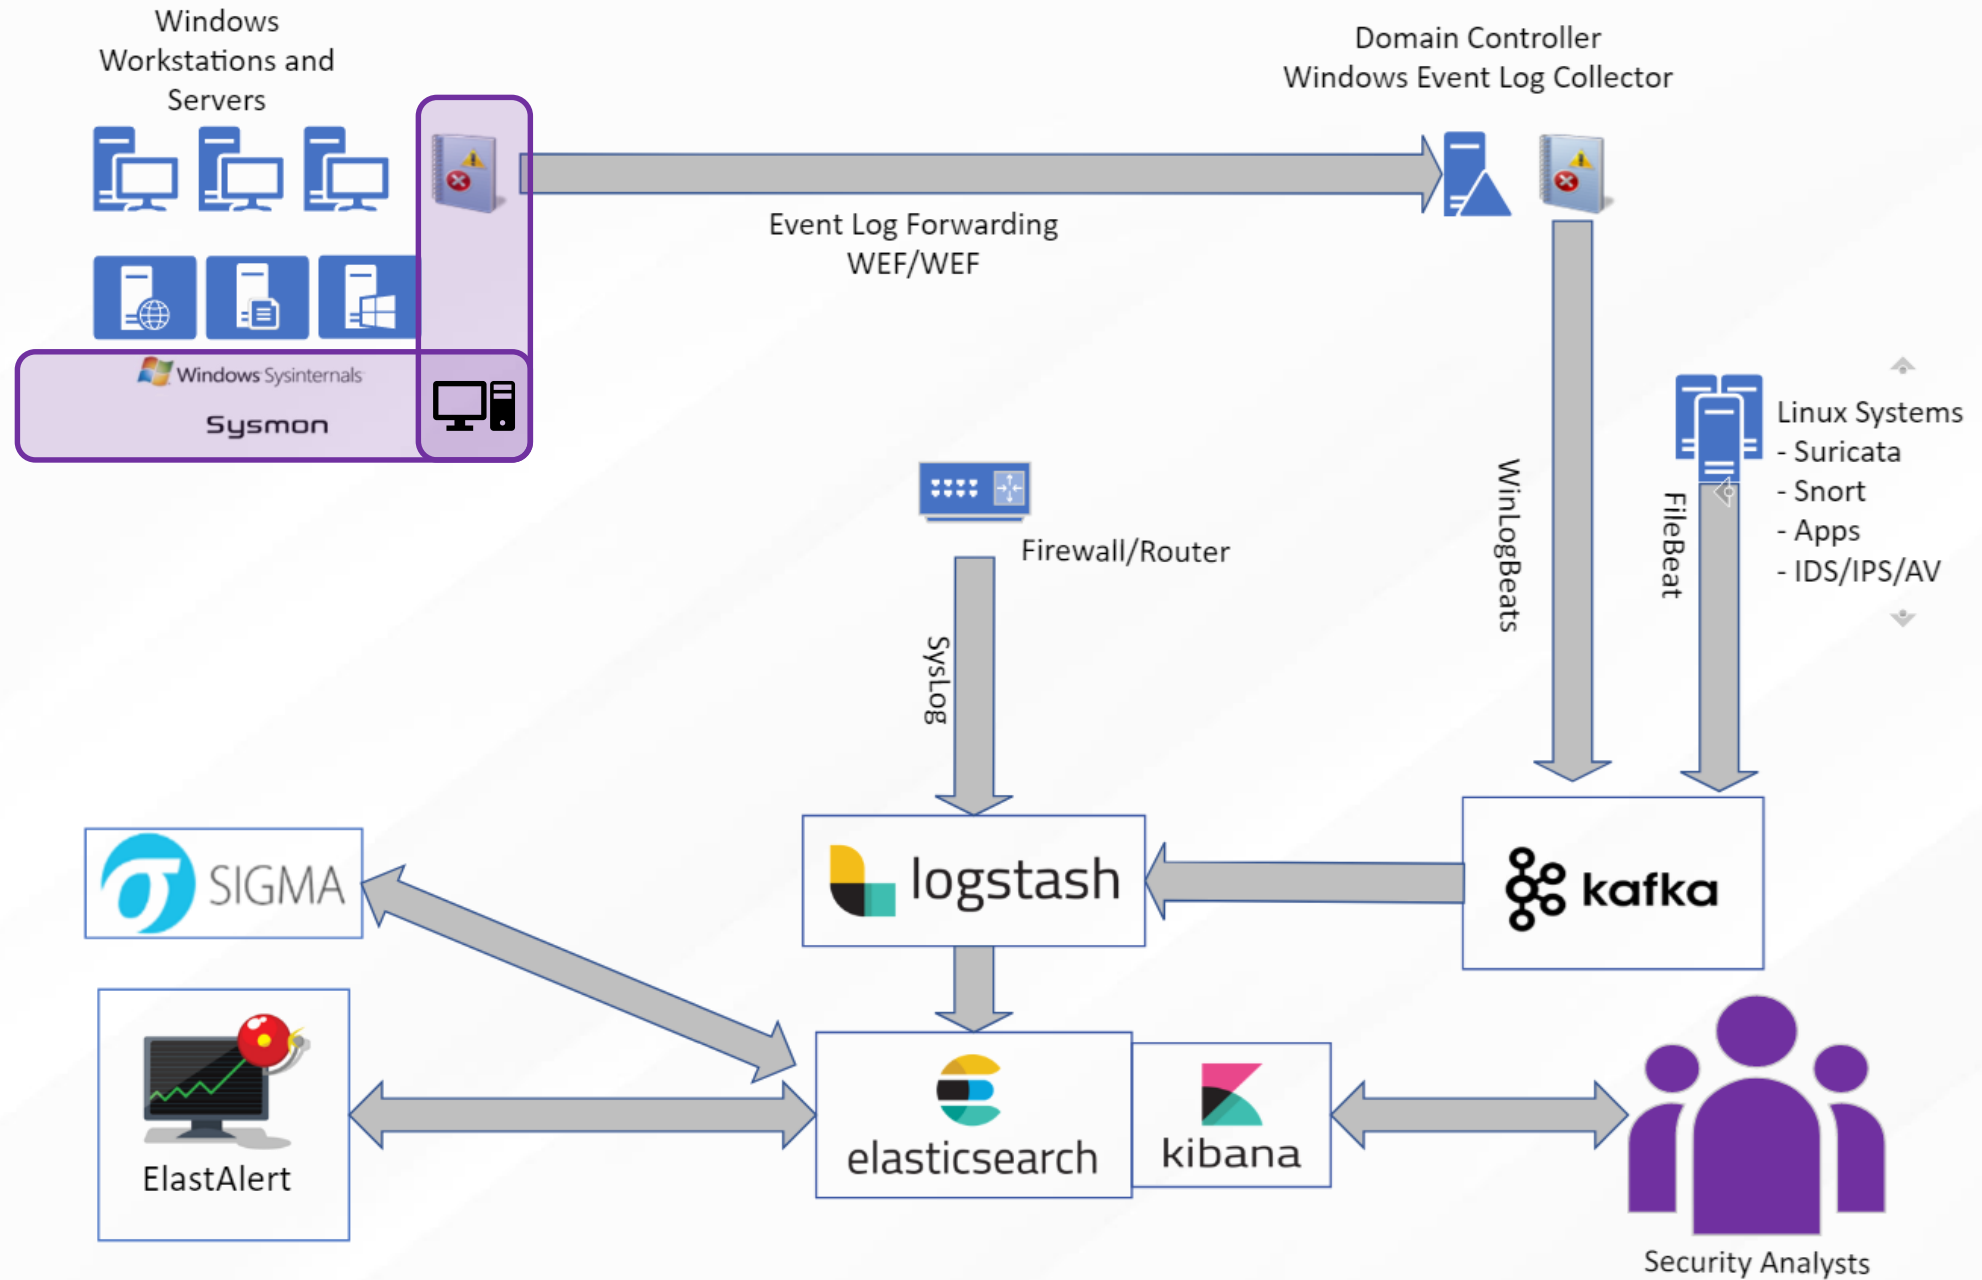 Windows
Workstations and
Servers
Domain Controller
Windows Event Log Collector
Event Log Forwarding
WEF/WEF
Windows Sysinternals
Sysmon
Linux Systems
- Suricata
- Snort
- Apps
- IDS/IPS/AV
WinLogBeats
FileBeat
Firewall/Router
SysLog
SIGMA
logstash
kafka
ElastAlert
elasticsearch
kibana
Security Analysts